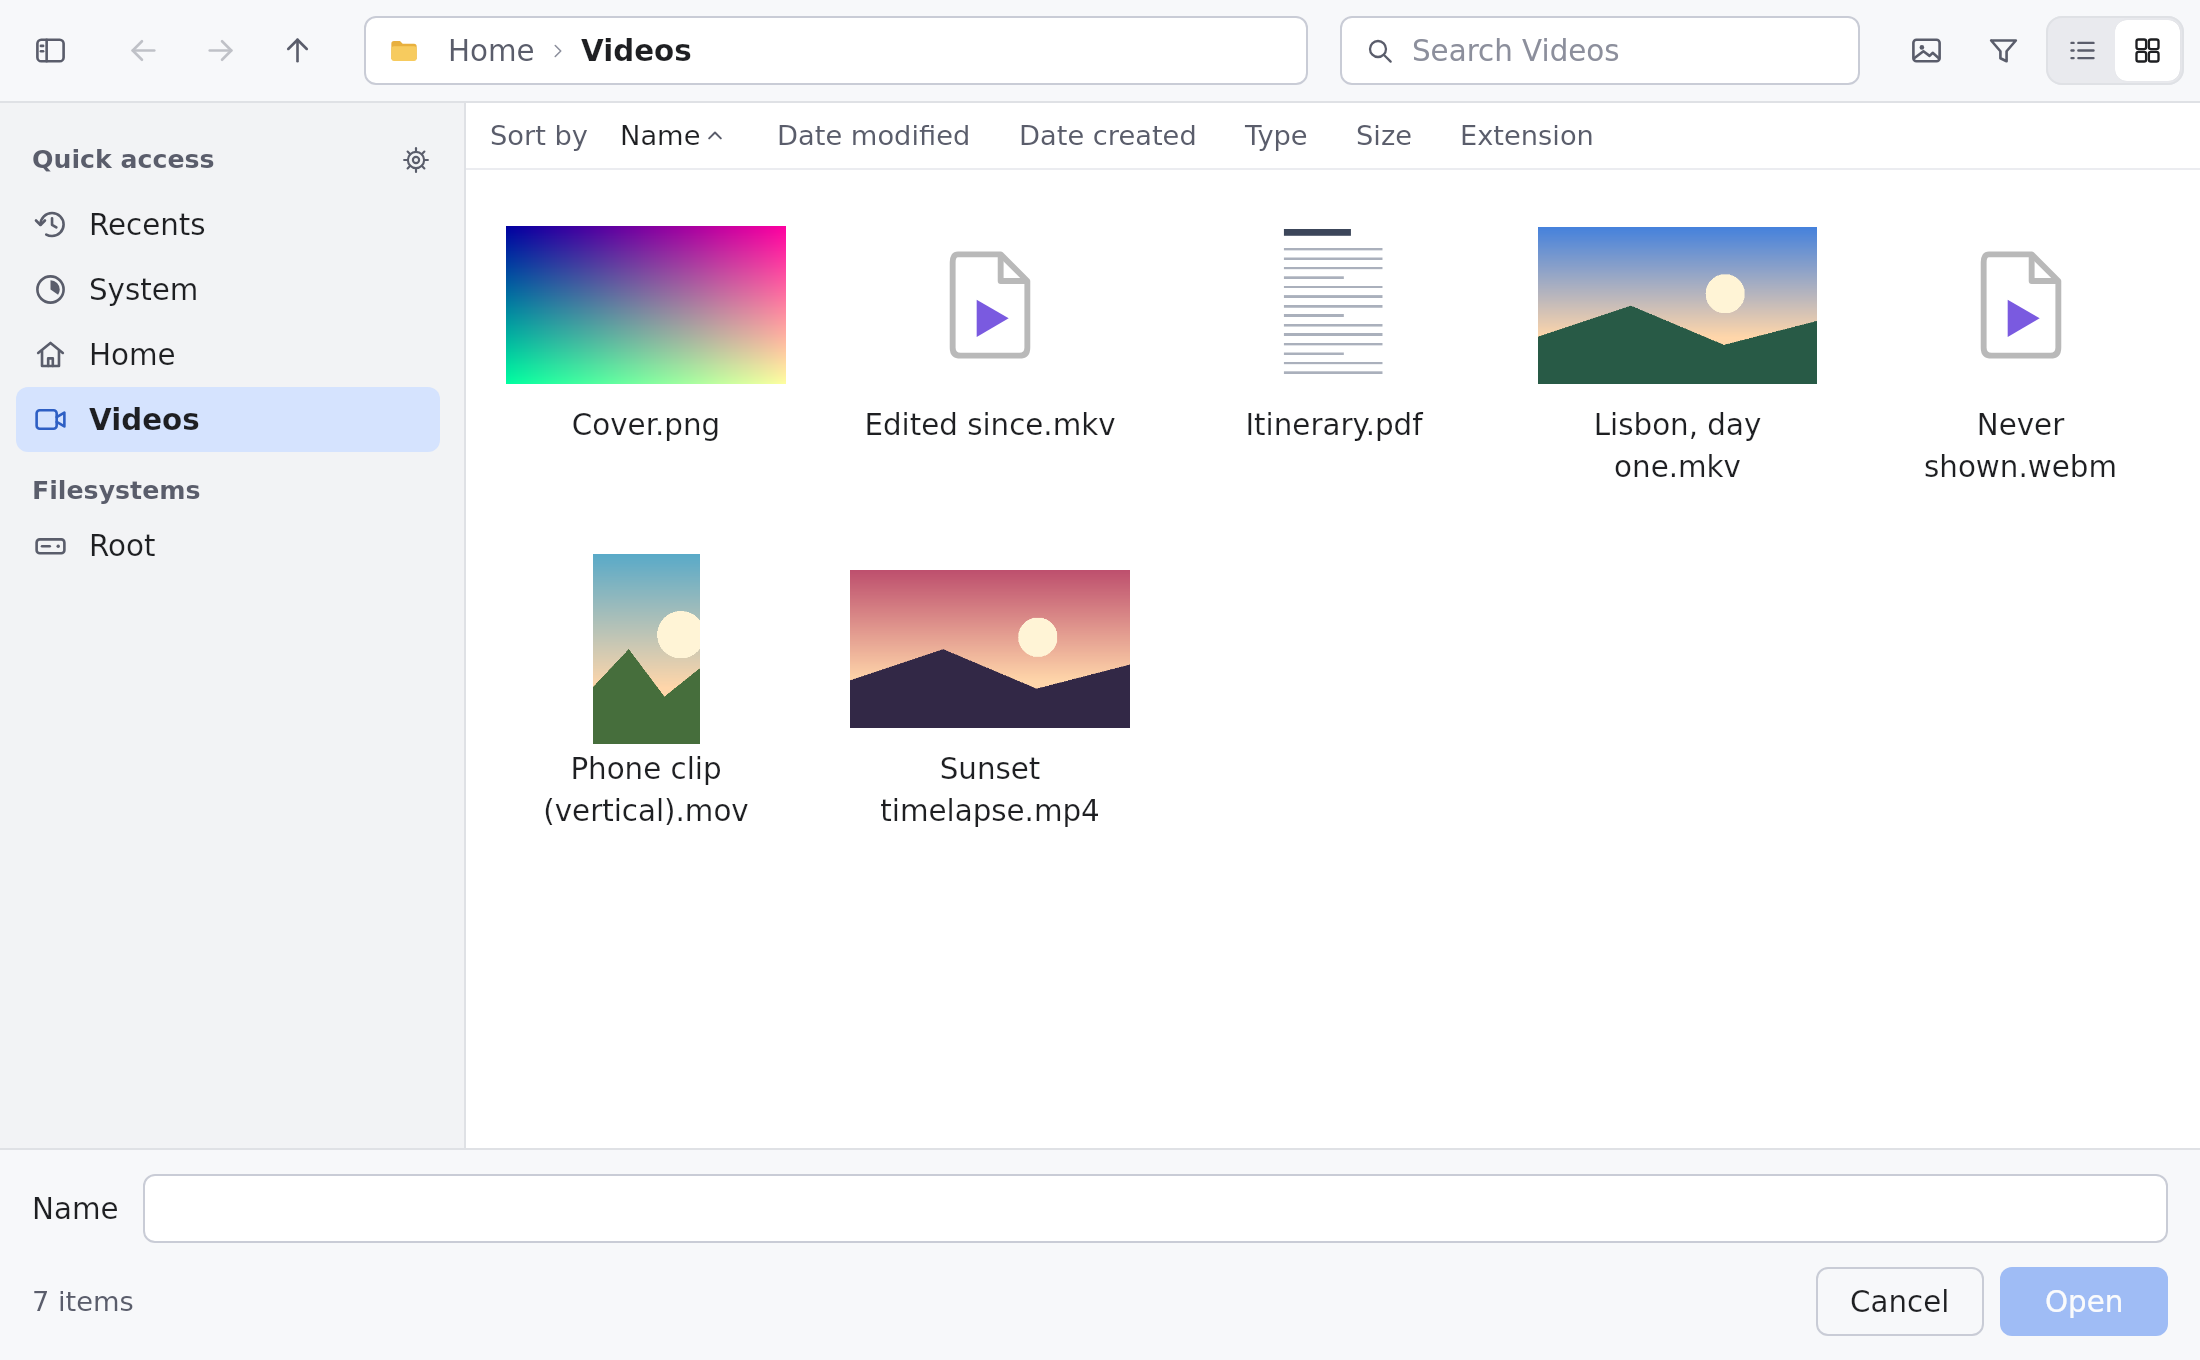 Home
Videos
Search Videos
Quick access
Recents
System
Home
Videos
Filesystems
Root
Sort by Name Date modified Date created Type Size Extension
Cover.png
Edited since.mkv
Itinerary.pdf
Lisbon, day
one.mkv
Never
shown.webm
Phone clip
(vertical).mov
Sunset
timelapse.mp4
Name
7 items
Cancel
Open